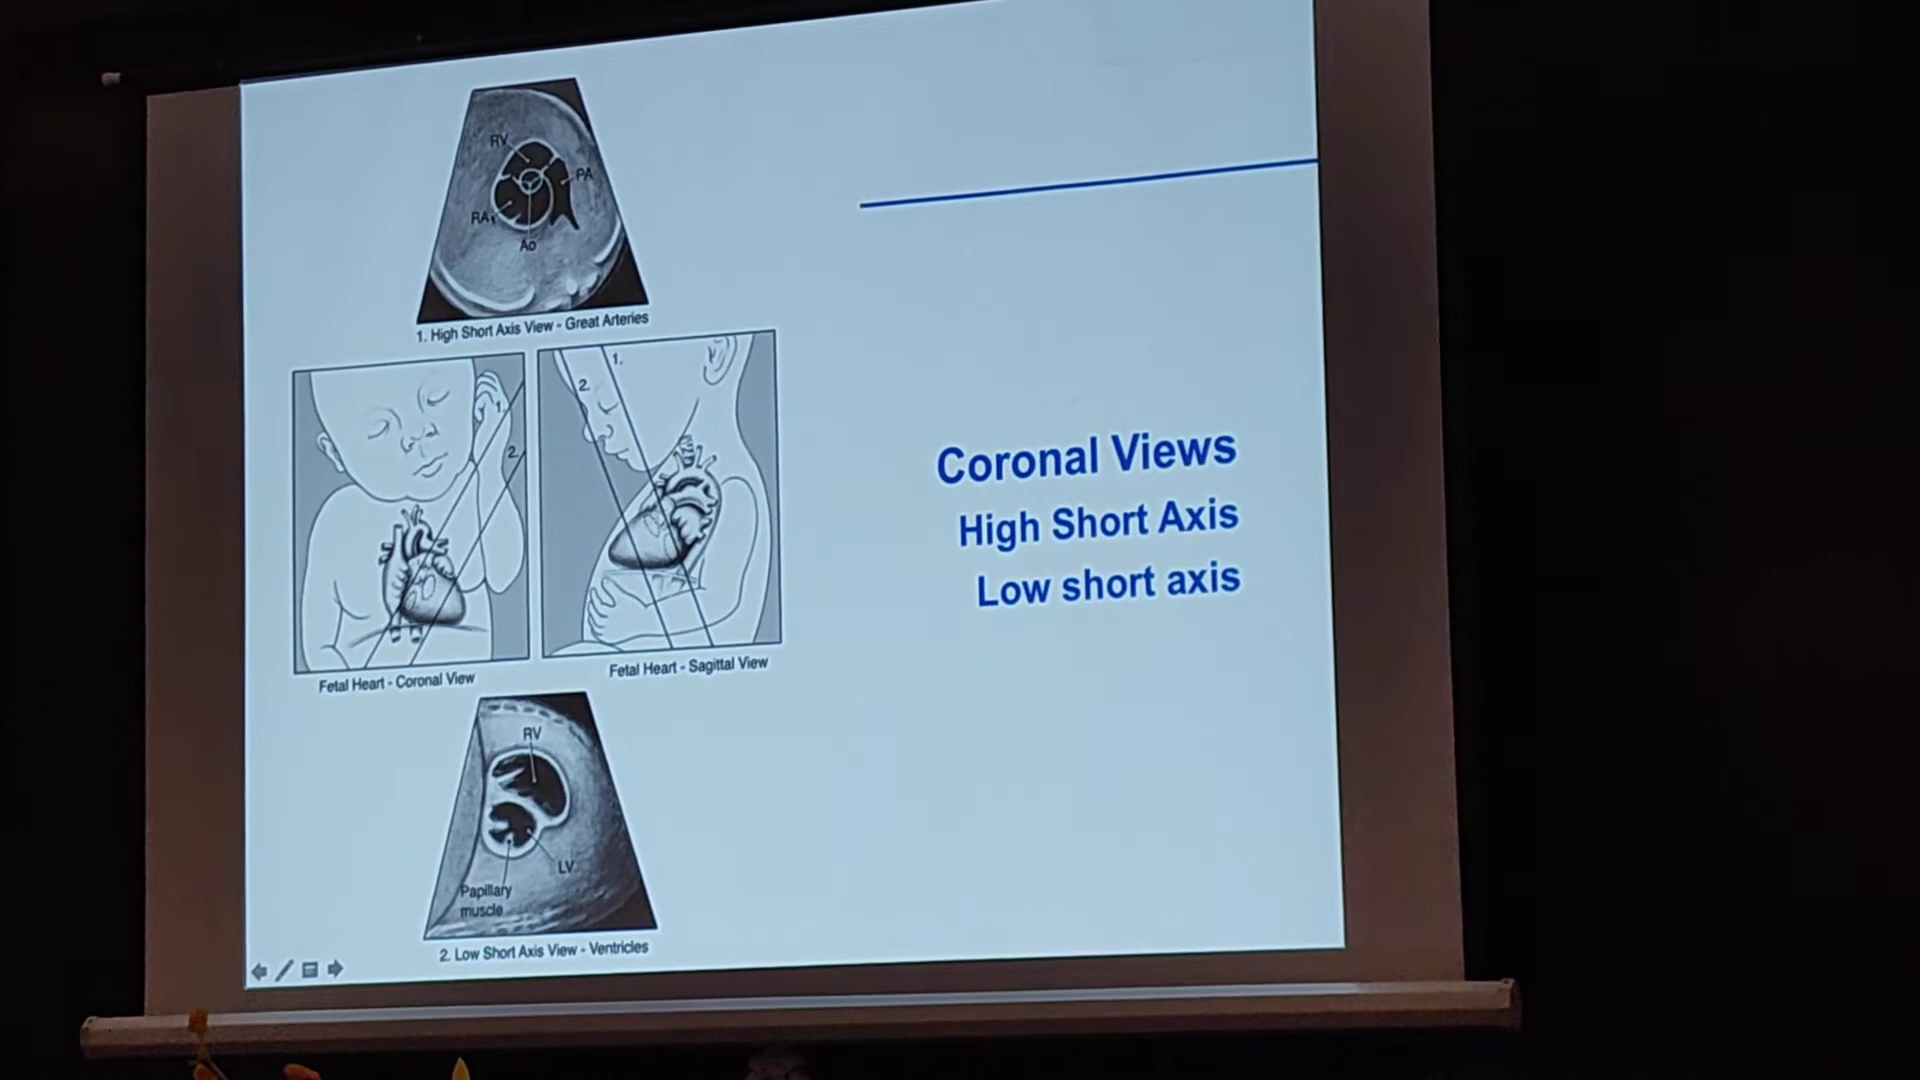 RV
PA
RA
Ao
1. High Short Axis View - Great Arteries
1.
2.
Fetal Heart - Coronal View
1.
2.
Fetal Heart - Sagittal View
RV
LV
Papillary
muscle
2. Low Short Axis View - Ventricles
Coronal Views
High Short Axis
Low short axis